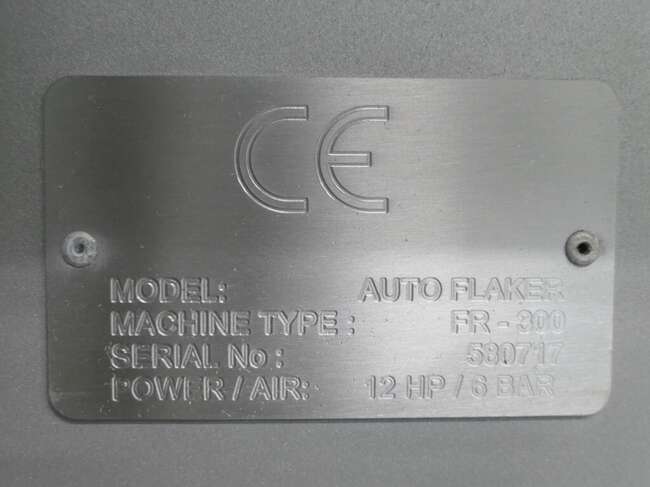 CE
MODEL: AUTO FLAKER
MACHINE TYPE : FR - 300
SERIAL No : 580717
POWER / AIR: 12 HP / 6 BAR